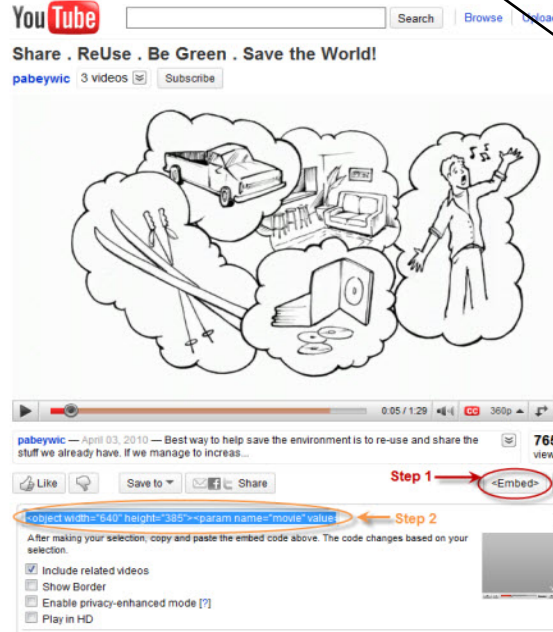 You Tube Search Browse Upload
Share . ReUse . Be Green . Save the World!
pabeywic 3 videos Subscribe
0:05 / 1:29 CC 360p
pabeywic — April 03, 2010 — Best way to help save the environment is to re-use and share the 765
stuff we already have. If we manage to increas... view
Like Save to Share Step 1 <Embed>
<object width="640" height="385"><param name="movie" value= Step 2
After making your selection, copy and paste the embed code above. The code changes based on your
selection.
Include related videos
Show Border
Enable privacy-enhanced mode [?]
Play in HD